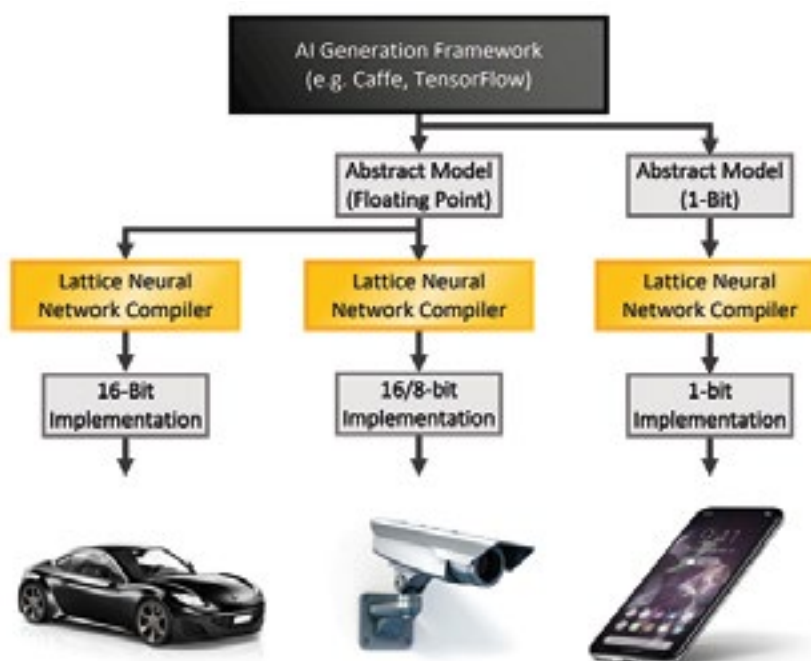 AI Generation Framework
(e.g. Caffe, TensorFlow)
Abstract Model
(Floating Point)
Abstract Model
(1-Bit)
Lattice Neural
Network Compiler
Lattice Neural
Network Compiler
Lattice Neural
Network Compiler
16-Bit
Implementation
16/8-bit
Implementation
1-bit
Implementation